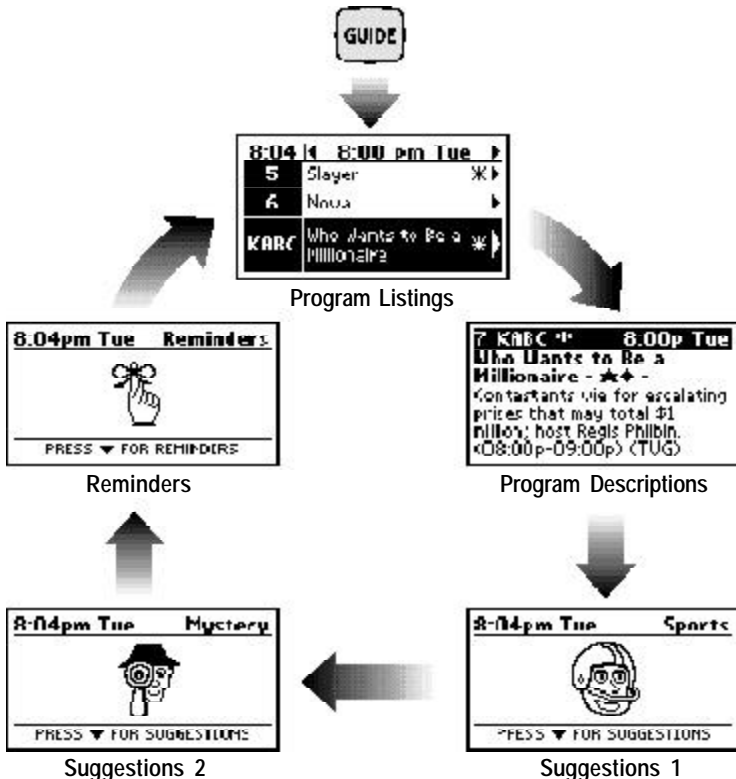 GUIDE
8:04 8:00 pm Tue
5 Slayer
6 Nova
KABC Who Wants to Be a
Millionaire
Program Listings
8:04pm Tue Reminders
PRESS ▼ FOR REMINDERS
Reminders
7 KABC 8:00p Tue
Who Wants to Be a
Millionaire - ★✦ -
Contestants vie for escalating
prizes that may total $1
million; host Regis Philbin.
(08:00p-09:00p) (TVG)
Program Descriptions
8:04pm Tue Mystery
PRESS ▼ FOR SUGGESTIONS
Suggestions 2
8:04pm Tue Sports
PRESS ▼ FOR SUGGESTIONS
Suggestions 1